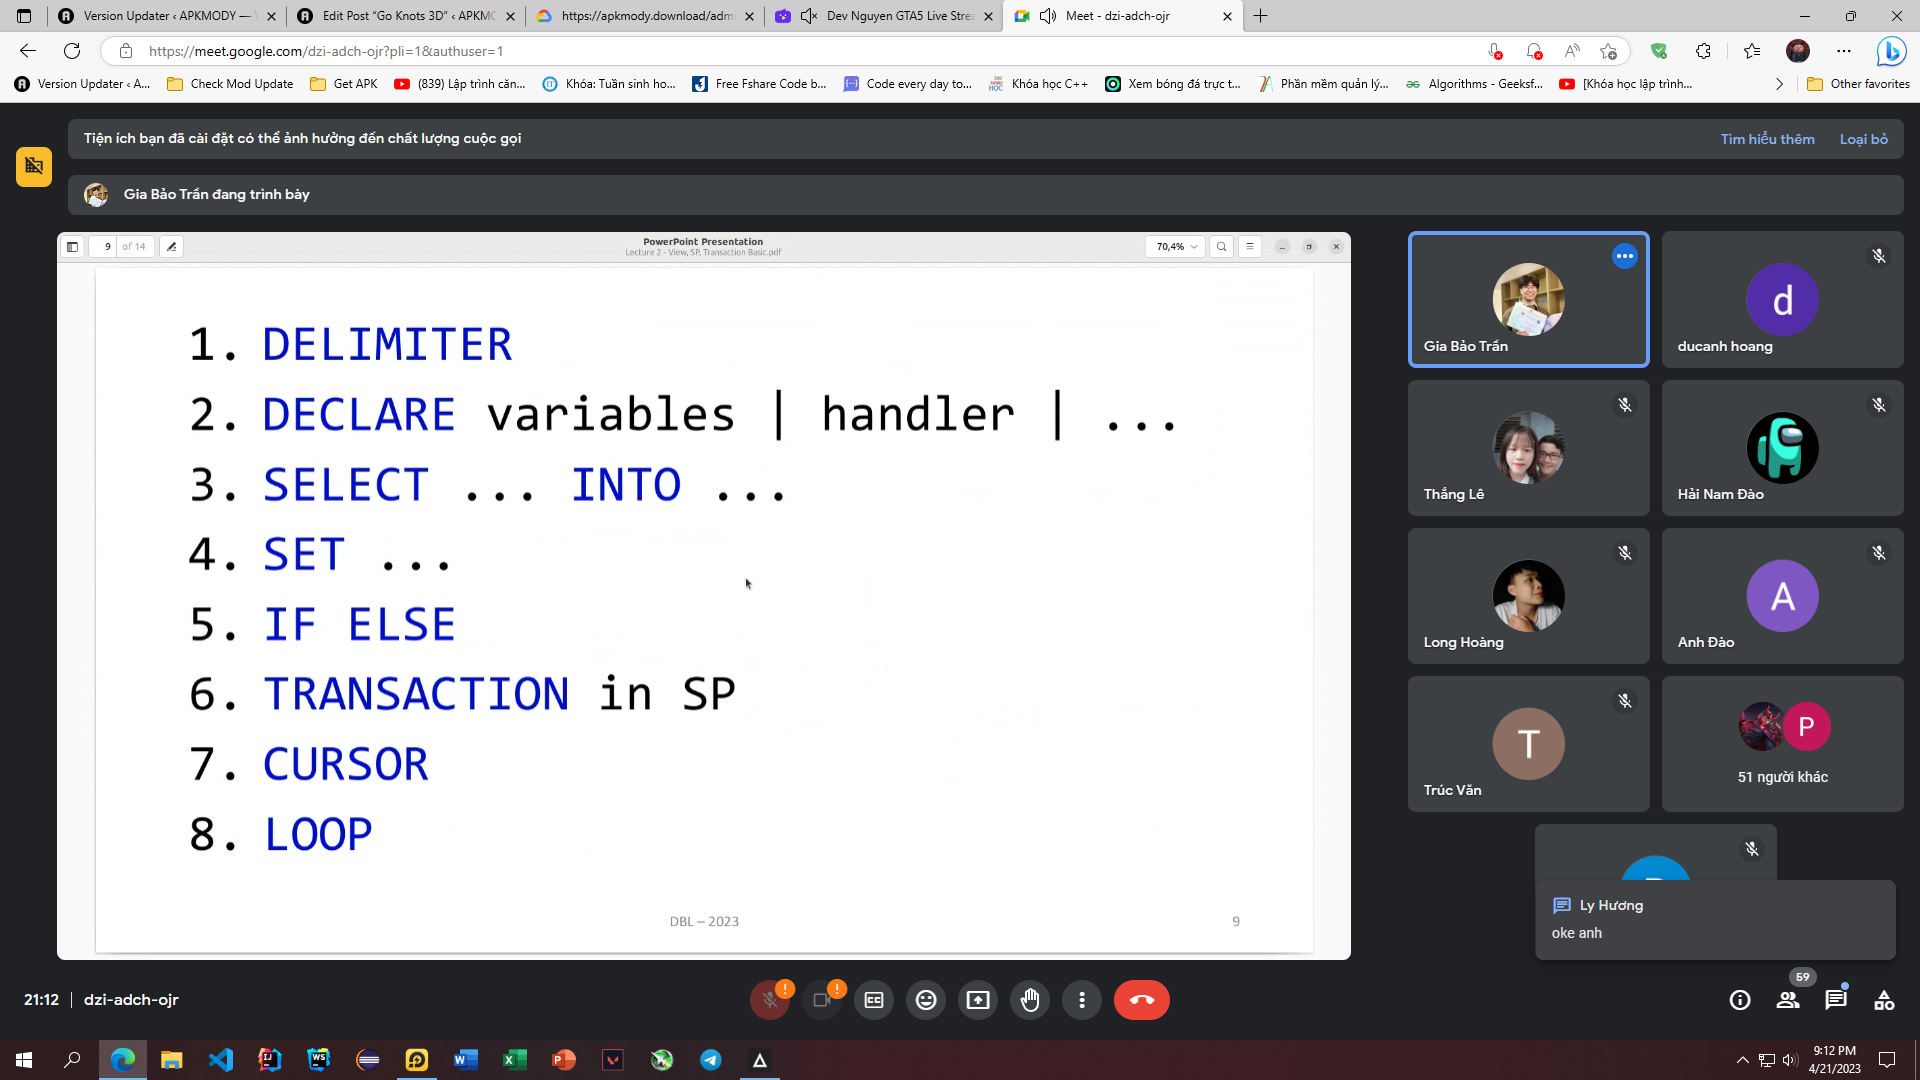 Version Updater ‹ APKMODY — 
Edit Post "Go Knots 3D" ‹ APKMO
https://apkmody.download/adm
Dev Nguyen GTA5 Live Strea
Meet - dzi-adch-ojr
https://meet.google.com/dzi-adch-ojr?pli=1&authuser=1
Version Updater ‹ A...
Check Mod Update
Get APK
(839) Lập trình căn...
Khóa: Tuần sinh ho...
Free Fshare Code b...
Code every day to...
Khóa học C++
Xem bóng đá trực t...
Phần mềm quản lý...
Algorithms - Geeksf...
[Khóa học lập trình...
Other favorites
Tiện ích bạn đã cài đặt có thể ảnh hưởng đến chất lượng cuộc gọi
Tìm hiểu thêm
Loại bỏ
Gia Bảo Trần đang trình bày
9 of 14
PowerPoint Presentation
Lecture 2 - View, SP, Transaction Basic.pdf
70,4%
1. DELIMITER
2. DECLARE variables | handler | ...
3. SELECT ... INTO ...
4. SET ...
5. IF ELSE
6. TRANSACTION in SP
7. CURSOR
8. LOOP
DBL – 2023
9
Gia Bảo Trần
d
ducanh hoang
Thắng Lê
Hải Nam Đào
Long Hoàng
A
Anh Đào
T
Trúc Văn
P
51 người khác
Ly Hương
oke anh
21:12 | dzi-adch-ojr
59
9:12 PM
4/21/2023